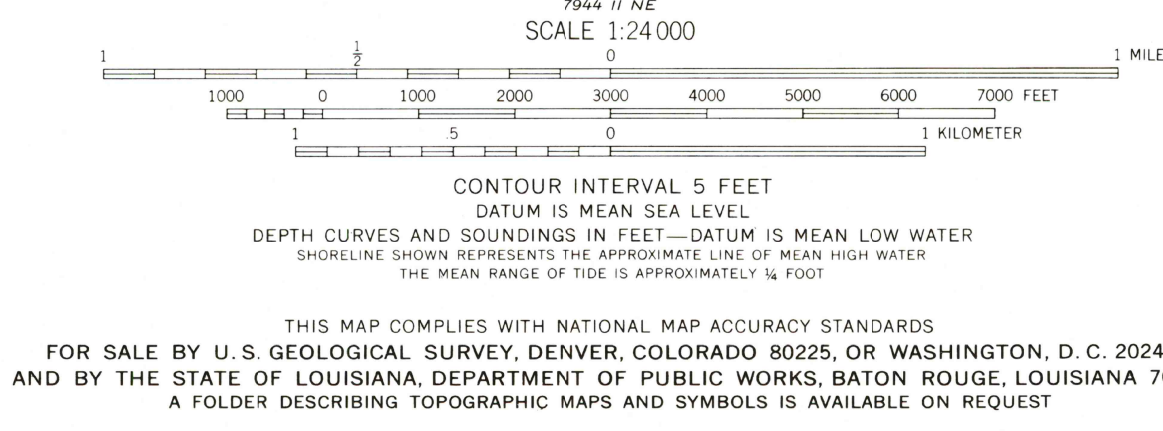 7944 II NE
SCALE 1:24 000
1 ½ 0 1 MILE
1000 0 1000 2000 3000 4000 5000 6000 7000 FEET
1 .5 0 1 KILOMETER
CONTOUR INTERVAL 5 FEET
DATUM IS MEAN SEA LEVEL
DEPTH CURVES AND SOUNDINGS IN FEET—DATUM IS MEAN LOW WATER
SHORELINE SHOWN REPRESENTS THE APPROXIMATE LINE OF MEAN HIGH WATER
THE MEAN RANGE OF TIDE IS APPROXIMATELY ¼ FOOT
THIS MAP COMPLIES WITH NATIONAL MAP ACCURACY STANDARDS
FOR SALE BY U. S. GEOLOGICAL SURVEY, DENVER, COLORADO 80225, OR WASHINGTON, D. C. 2024
AND BY THE STATE OF LOUISIANA, DEPARTMENT OF PUBLIC WORKS, BATON ROUGE, LOUISIANA 7
A FOLDER DESCRIBING TOPOGRAPHIC MAPS AND SYMBOLS IS AVAILABLE ON REQUEST